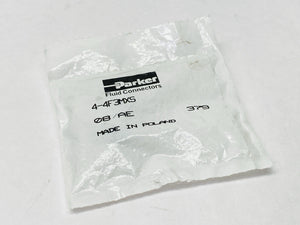 Parker
Fluid Connectors
4-4F3MXS
08/AE 379
MADE IN POLAND